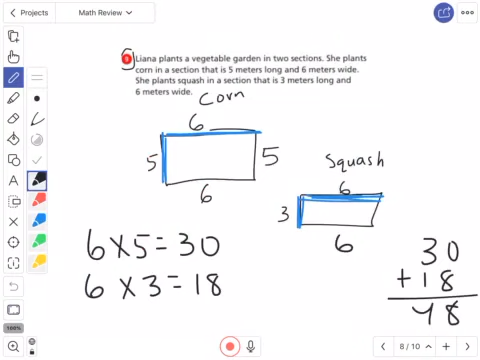 Projects
Math Review
Liana plants a vegetable garden in two sections. She plants
corn in a section that is 5 meters long and 6 meters wide.
She plants squash in a section that is 3 meters long and
6 meters wide.
Corn
6
5
5
6
Squash
6
3
6
6 x 5 = 30
6 x 3 = 18
30
+ 18
48
A
100%
8 / 10